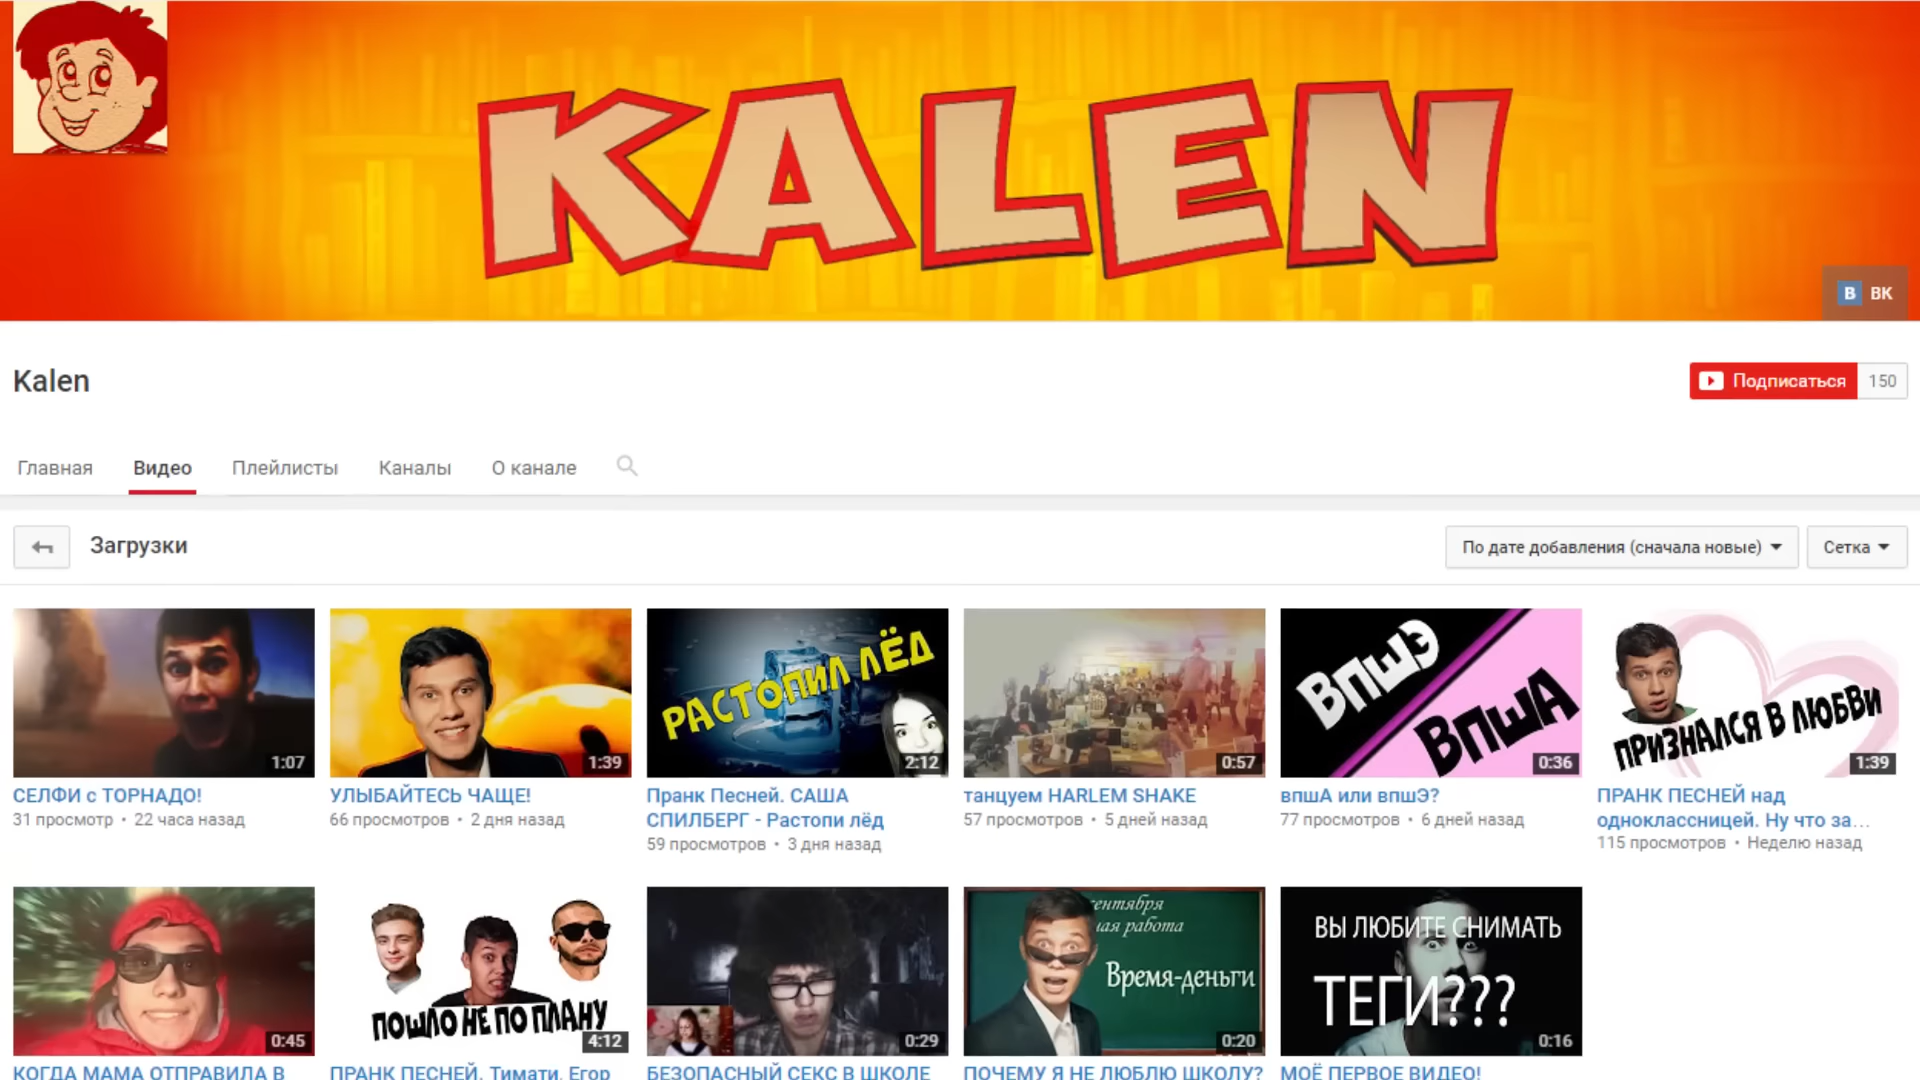 KALEN
B ВК
Kalen
Подписаться 150
Главная Видео Плейлисты Каналы О канале
Загрузки
По дате добавления (сначала новые) Сетка
1:07
1:39
РАСТОПИЛ ЛЁД
2:12
0:57
ВПШЭ
ВПША
0:36
ПРИЗНАЛСЯ В ЛЮБВИ
1:39
СЕЛФИ с ТОРНАДО!
31 просмотр • 22 часа назад
УЛЫБАЙТЕСЬ ЧАЩЕ!
66 просмотров • 2 дня назад
Пранк Песней. САША
СПИЛБЕРГ - Растопи лёд
59 просмотров • 3 дня назад
танцуем HARLEM SHAKE
57 просмотров • 5 дней назад
впшА или впшЭ?
77 просмотров • 6 дней назад
ПРАНК ПЕСНЕЙ над
одноклассницей. Ну что за...
115 просмотров • Неделю назад
0:45
ПОШЛО НЕ ПО ПЛАНУ
4:12
0:29
сентября
ная работа
Время-деньги
0:20
ВЫ ЛЮБИТЕ СНИМАТЬ
ТЕГИ???
0:16
КОГДА МАМА ОТПРАВИЛА В
ПРАНК ПЕСНЕЙ. Тимати, Егор
БЕЗОПАСНЫЙ СЕКС В ШКОЛЕ
ПОЧЕМУ Я НЕ ЛЮБЛЮ ШКОЛУ?
МОЁ ПЕРВОЕ ВИДЕО!